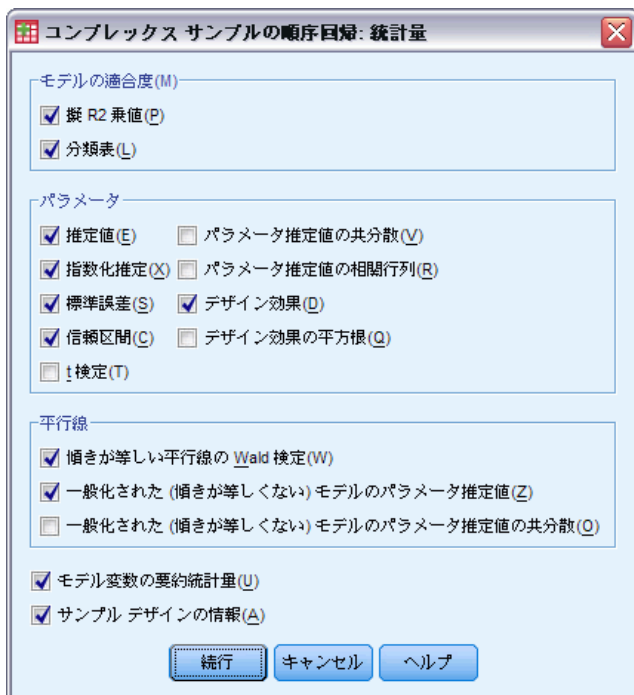 コンプレックス サンプルの順序回帰: 統計量
モデルの適合度(M)
擬 R2 乗値(P)
分類表(L)
パラメータ
推定値(E)
パラメータ推定値の共分散(V)
指数化推定(X)
パラメータ推定値の相関行列(R)
標準誤差(S)
デザイン効果(D)
信頼区間(C)
デザイン効果の平方根(Q)
t 検定(T)
平行線
傾きが等しい平行線の Wald 検定(W)
一般化された (傾きが等しくない) モデルのパラメータ推定値(Z)
一般化された (傾きが等しくない) モデルのパラメータ推定値の共分散(O)
モデル変数の要約統計量(U)
サンプル デザインの情報(A)
続行
キャンセル
ヘルプ